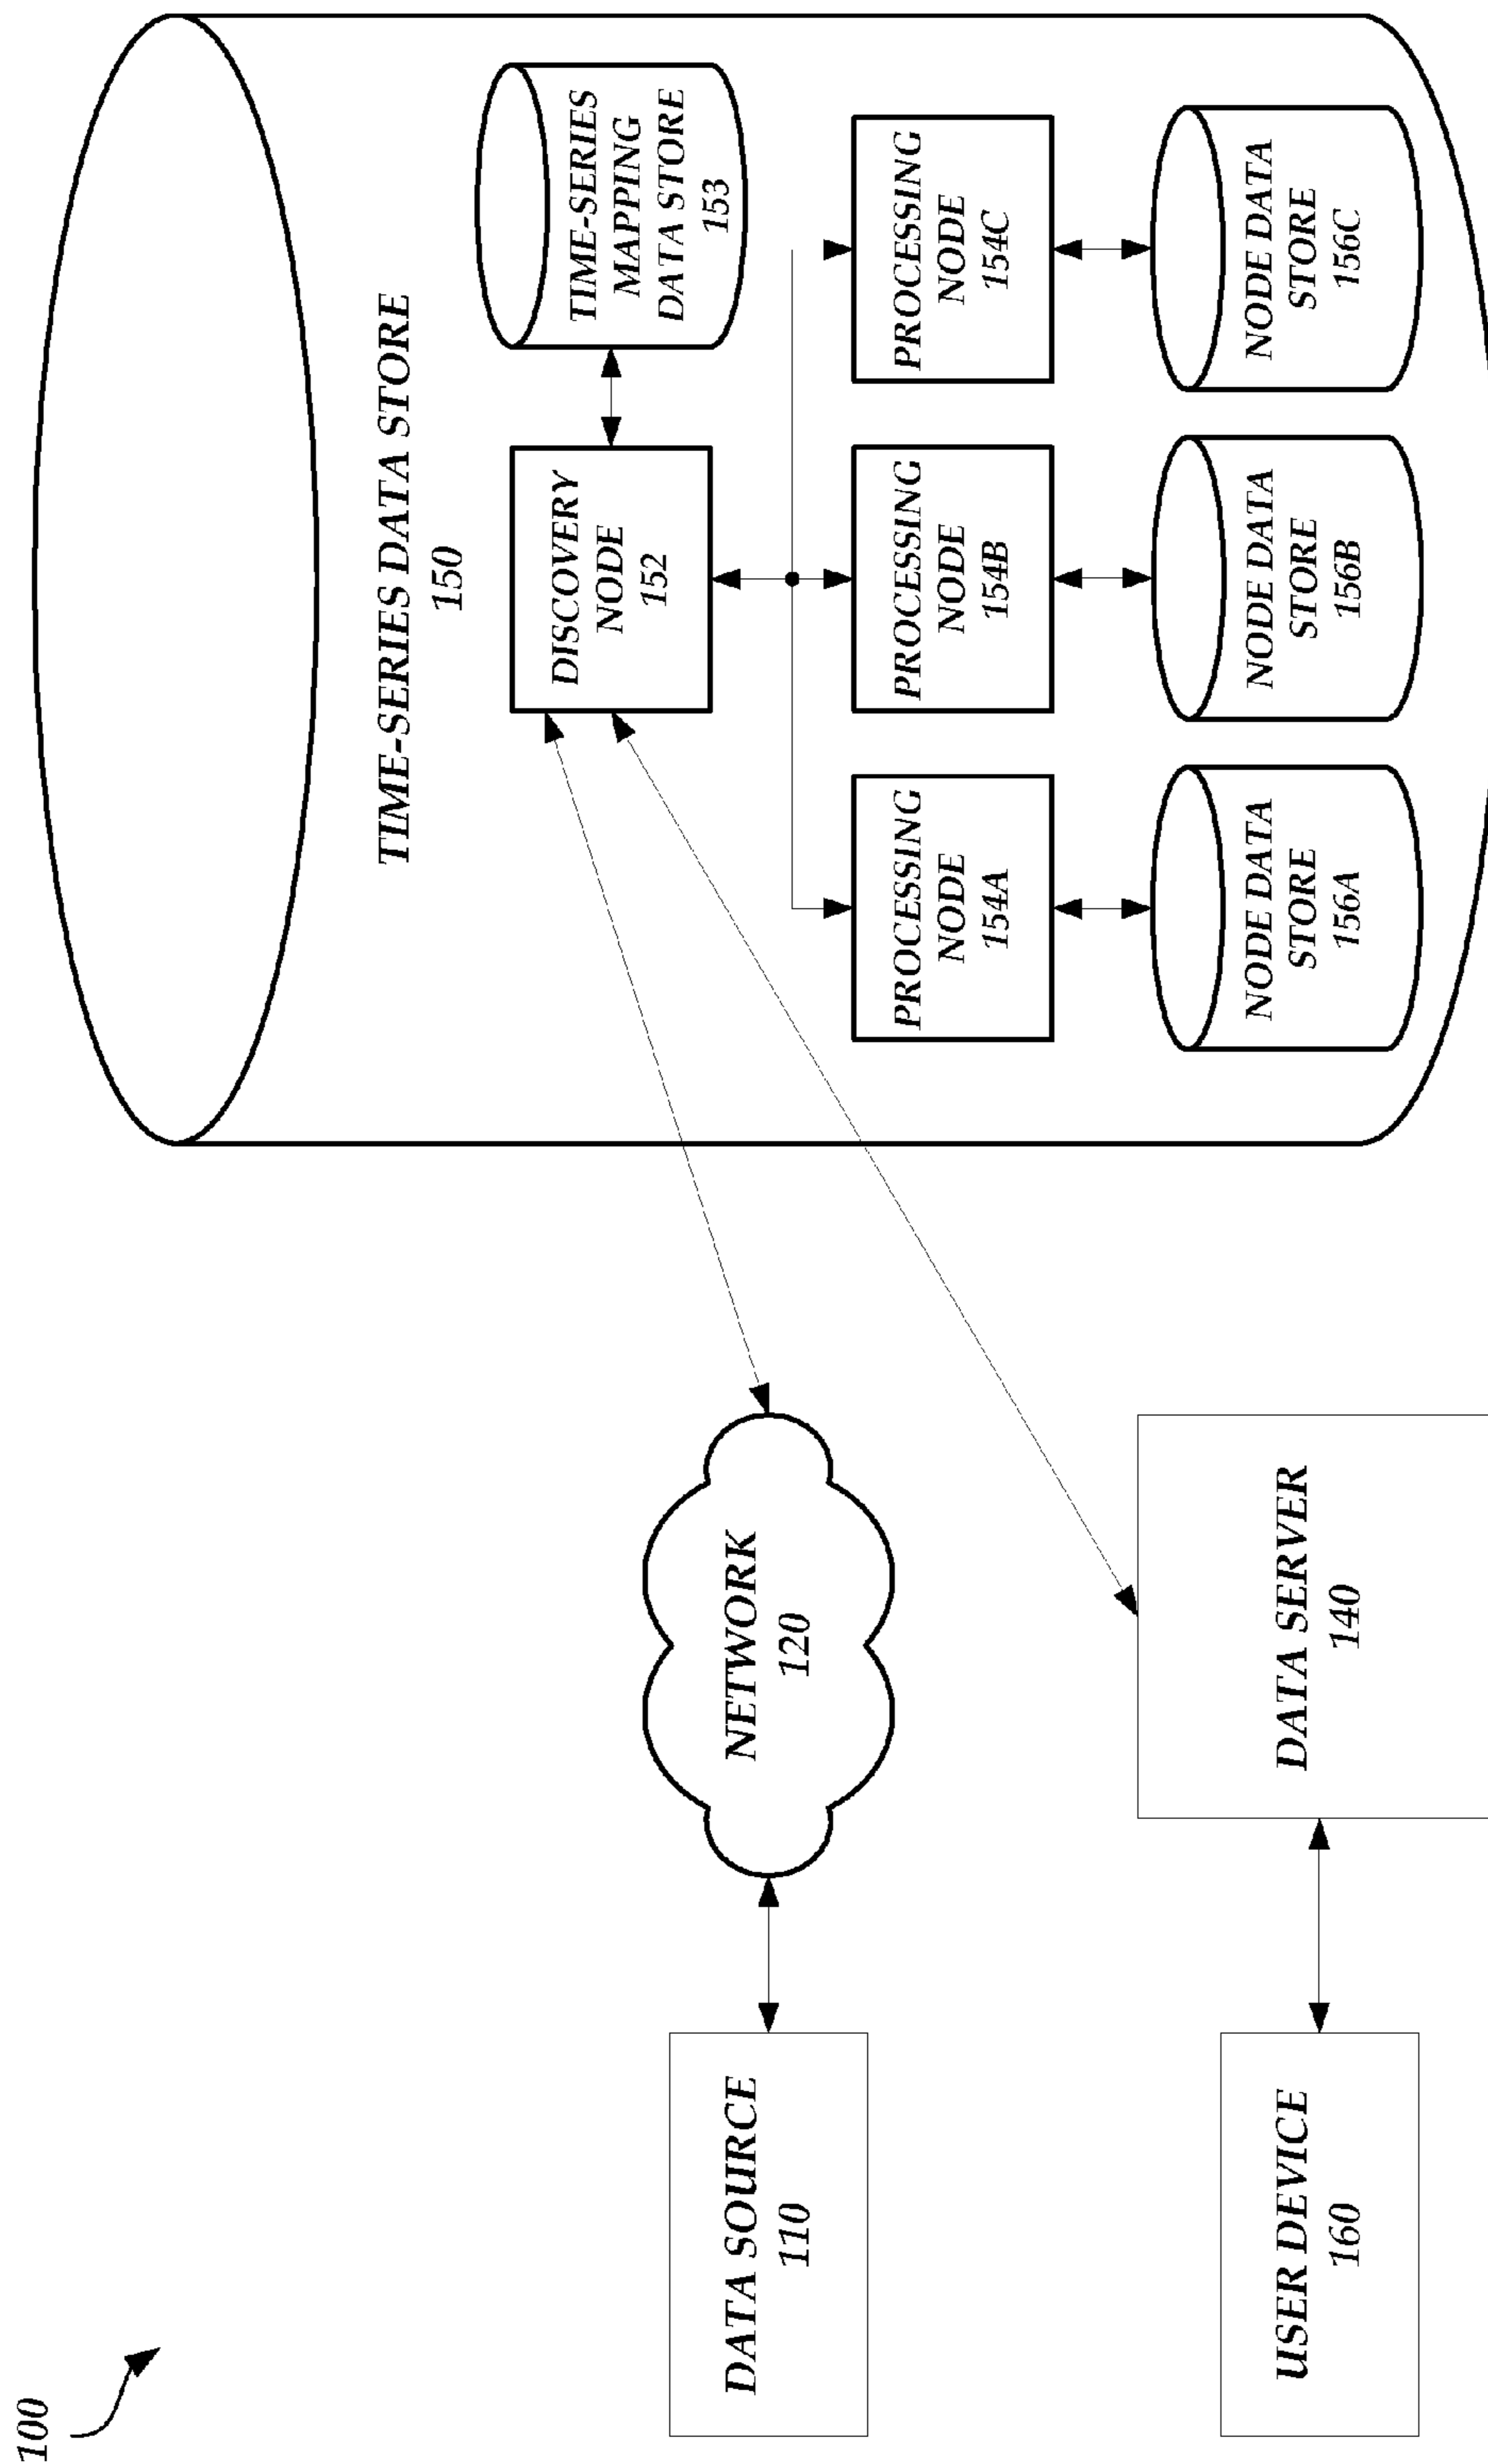 100
TIME-SERIES DATA STORE
150
DISCOVERY
NODE
152
TIME-SERIES
MAPPING
DATA STORE
153
DATA SOURCE
110
NETWORK
120
PROCESSING
NODE
154A
PROCESSING
NODE
154B
PROCESSING
NODE
154C
USER DEVICE
160
DATA SERVER
140
NODE DATA
STORE
156A
NODE DATA
STORE
156B
NODE DATA
STORE
156C